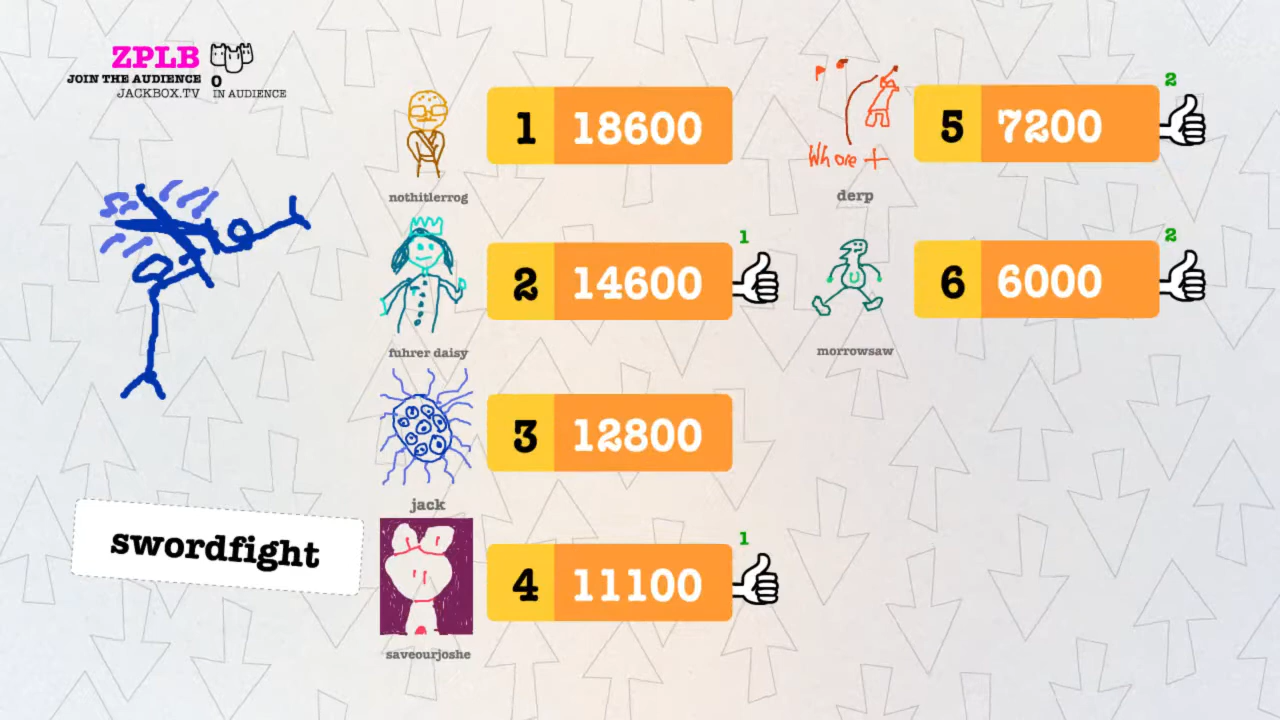 ZPLB
JOIN THE AUDIENCE
JACKBOX.TV
0
IN AUDIENCE
swordfight
1 18600
nothitlerrog
2 14600
1
fuhrer daisy
3 12800
jack
4 11100
1
saveourjoshe
Whore +
5 7200
2
derp
6 6000
2
morrowsaw